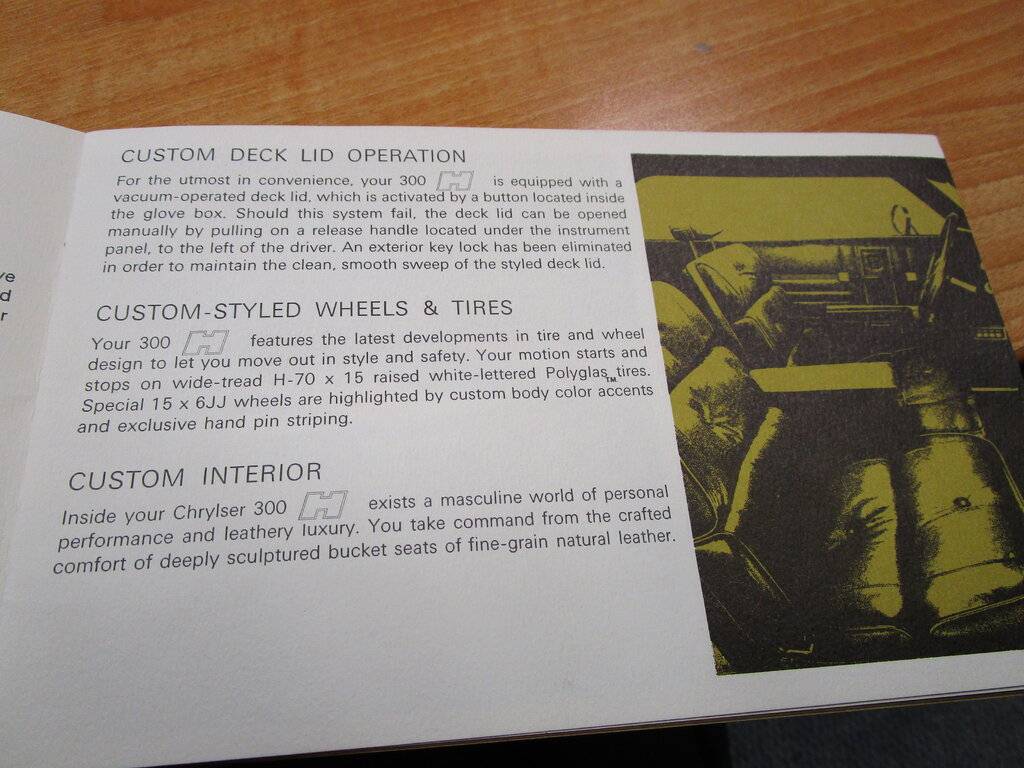 ve
d
r
CUSTOM DECK LID OPERATION
For the utmost in convenience, your 300 H is equipped with a
vacuum-operated deck lid, which is activated by a button located inside
the glove box. Should this system fail, the deck lid can be opened
manually by pulling on a release handle located under the instrument
panel, to the left of the driver. An exterior key lock has been eliminated
in order to maintain the clean, smooth sweep of the styled deck lid.
CUSTOM-STYLED WHEELS & TIRES
Your 300 H features the latest developments in tire and wheel
design to let you move out in style and safety. Your motion starts and
stops on wide-tread H-70 x 15 raised white-lettered Polyglas™ tires.
Special 15 x 6JJ wheels are highlighted by custom body color accents
and exclusive hand pin striping.
CUSTOM INTERIOR
Inside your Chrylser 300 H exists a masculine world of personal
performance and leathery luxury. You take command from the crafted
comfort of deeply sculptured bucket seats of fine-grain natural leather.